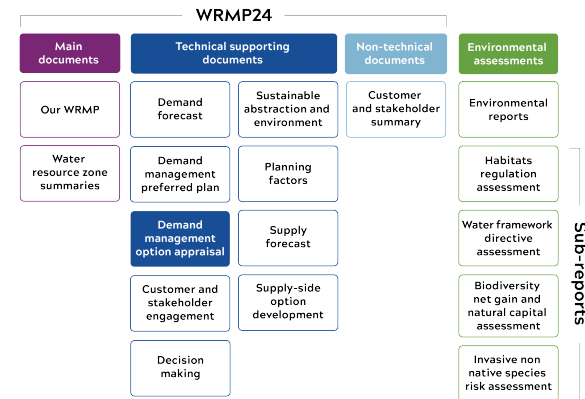 WRMP24
Main
documents
Technical supporting
documents
Non-technical
documents
Environmental
assessments
Our WRMP
Demand
forecast
Sustainable
abstraction and
environment
Customer
and stakeholder
summary
Environmental
reports
Water
resource zone
summaries
Demand
management
preferred plan
Planning
factors
Habitats
regulation
assessment
Demand
management
option appraisal
Supply
forecast
Water framework
directive
assessment
Customer and
stakeholder
engagement
Supply-side
option
development
Biodiversity
net gain and
natural capital
assessment
Decision
making
Invasive non
native species
risk assessment
Sub-reports